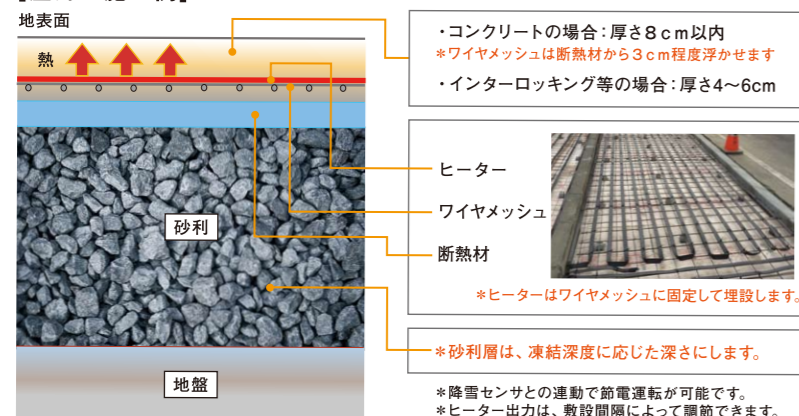 地表面
熱
・コンクリートの場合：厚さ8cm以内
＊ワイヤメッシュは断熱材から3cm程度浮かせます
・インターロッキング等の場合：厚さ4～6cm
ヒーター
ワイヤメッシュ
断熱材
砂利
＊ヒーターはワイヤメッシュに固定して埋設します。
＊砂利層は、凍結深度に応じた深さにします。
地盤
＊降雪センサとの連動で節電運転が可能です。
＊ヒーター出力は、敷設間隔によって調節できます。